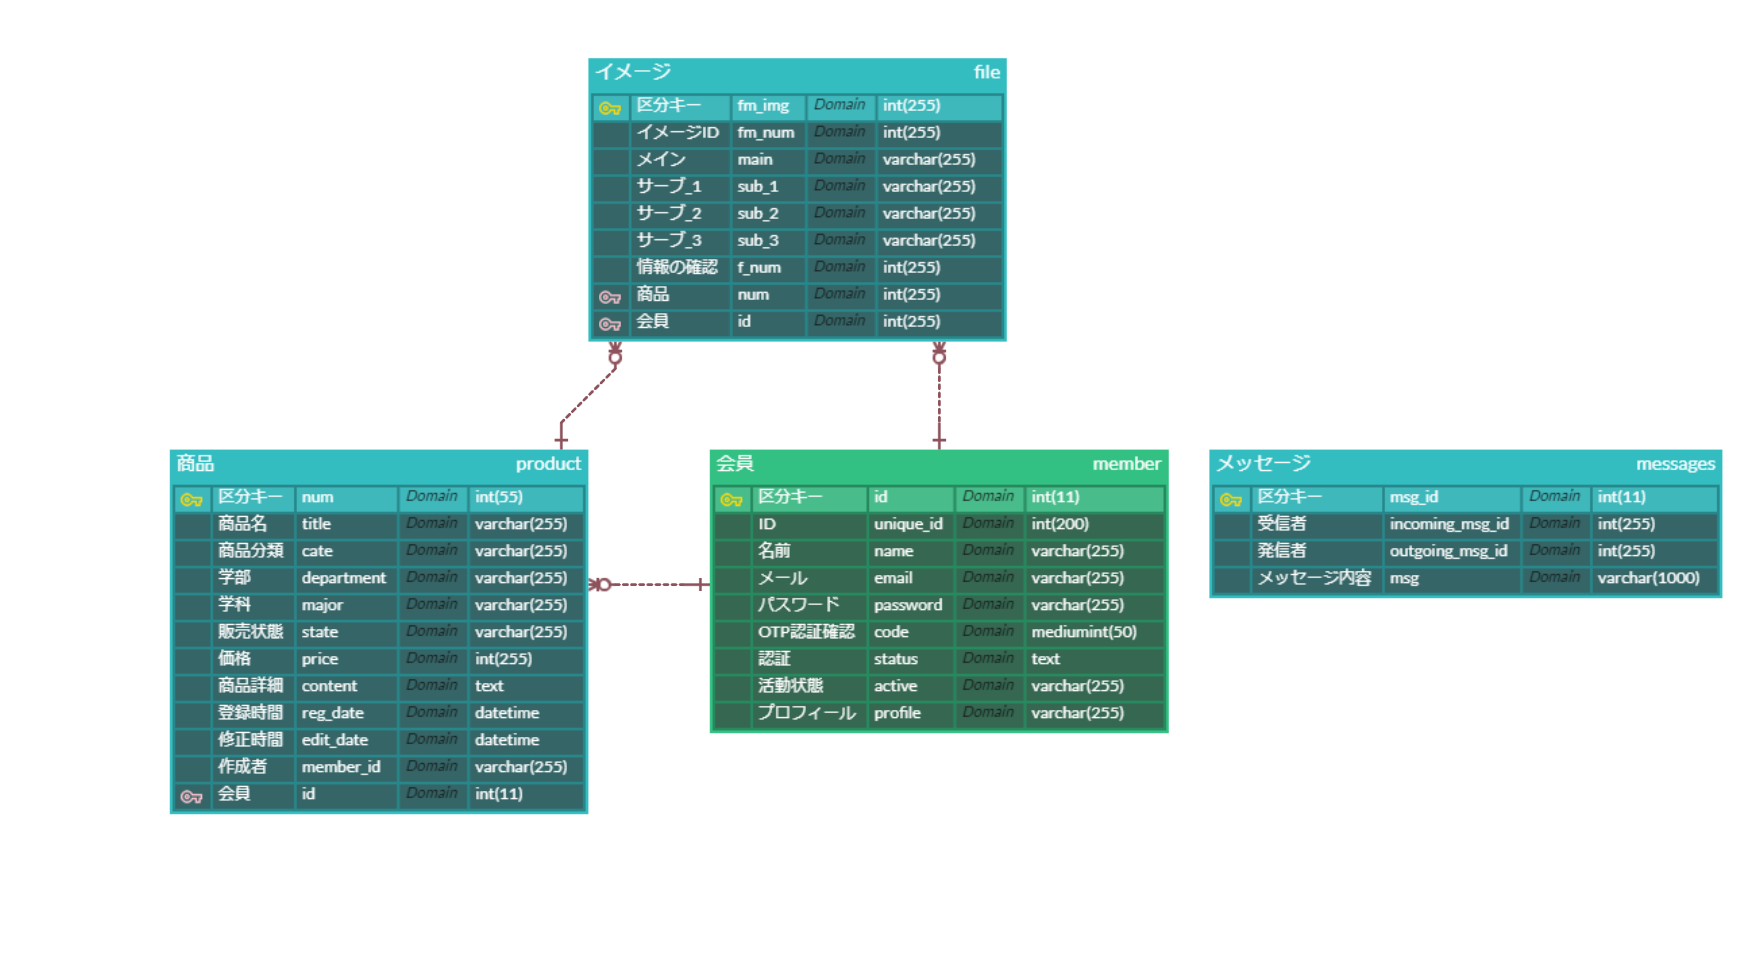 イメージ file
区分キー fm_img Domain int(255)
イメージID fm_num Domain int(255)
メイン main Domain varchar(255)
サーブ_1 sub_1 Domain varchar(255)
サーブ_2 sub_2 Domain varchar(255)
サーブ_3 sub_3 Domain varchar(255)
情報の確認 f_num Domain int(255)
商品 num Domain int(255)
会員 id Domain int(255)
商品 product
区分キー num Domain int(55)
商品名 title Domain varchar(255)
商品分類 cate Domain varchar(255)
学部 department Domain varchar(255)
学科 major Domain varchar(255)
販売状態 state Domain varchar(255)
価格 price Domain int(255)
商品詳細 content Domain text
登録時間 reg_date Domain datetime
修正時間 edit_date Domain datetime
作成者 member_id Domain varchar(255)
会員 id Domain int(11)
会員 member
区分キー id Domain int(11)
ID unique_id Domain int(200)
名前 name Domain varchar(255)
メール email Domain varchar(255)
パスワード password Domain varchar(255)
OTP認証確認 code Domain mediumint(50)
認証 status Domain text
活動状態 active Domain varchar(255)
プロフィール profile Domain varchar(255)
メッセージ messages
区分キー msg_id Domain int(11)
受信者 incoming_msg_id Domain int(255)
発信者 outgoing_msg_id Domain int(255)
メッセージ内容 msg Domain varchar(1000)